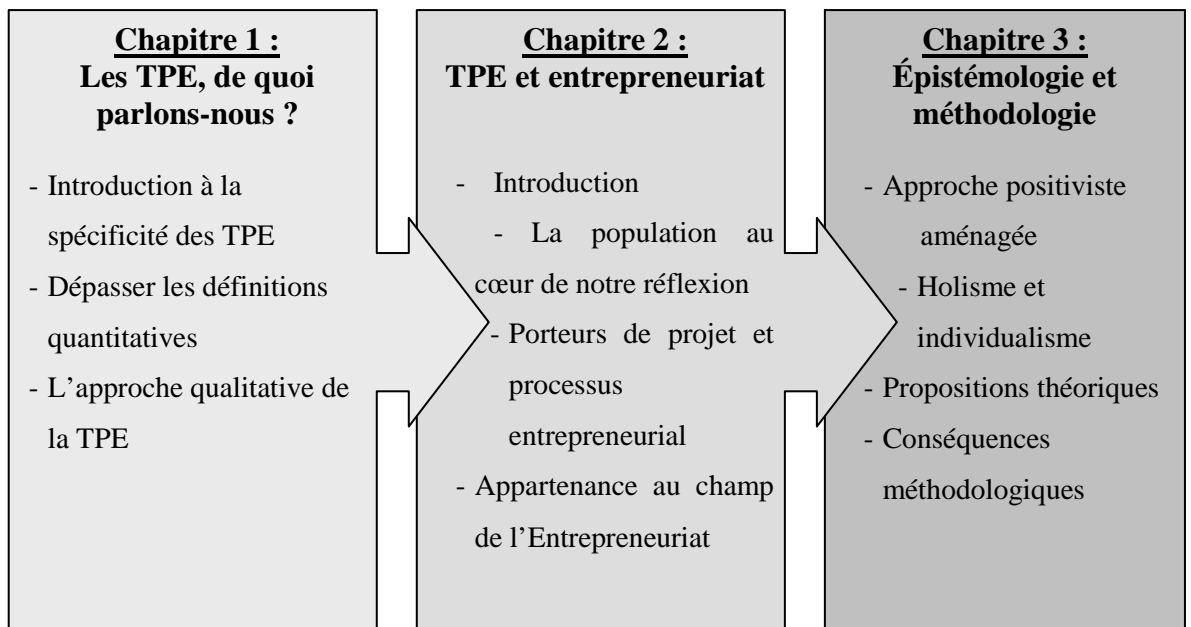 Chapitre 1 :
Les TPE, de quoi
parlons-nous ?
- Introduction à la
spécificité des TPE
- Dépasser les définitions
quantitatives
- L’approche qualitative de
la TPE
Chapitre 2 :
TPE et entrepreneuriat
- Introduction
- La population au
cœur de notre réflexion
- Porteurs de projet et
processus
entrepreneurial
- Appartenance au champ
de l’Entrepreneuriat
Chapitre 3 :
Épistémologie et
méthodologie
- Approche positiviste
aménagée
- Holisme et
individualisme
- Propositions théoriques
- Conséquences
méthodologiques